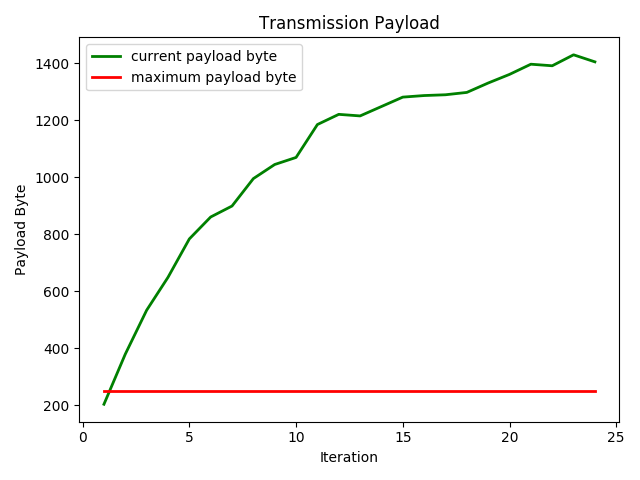 Transmission Payload
current payload byte
maximum payload byte
Payload Byte
1400
1200
1000
800
600
400
200
0 5 10 15 20 25
Iteration